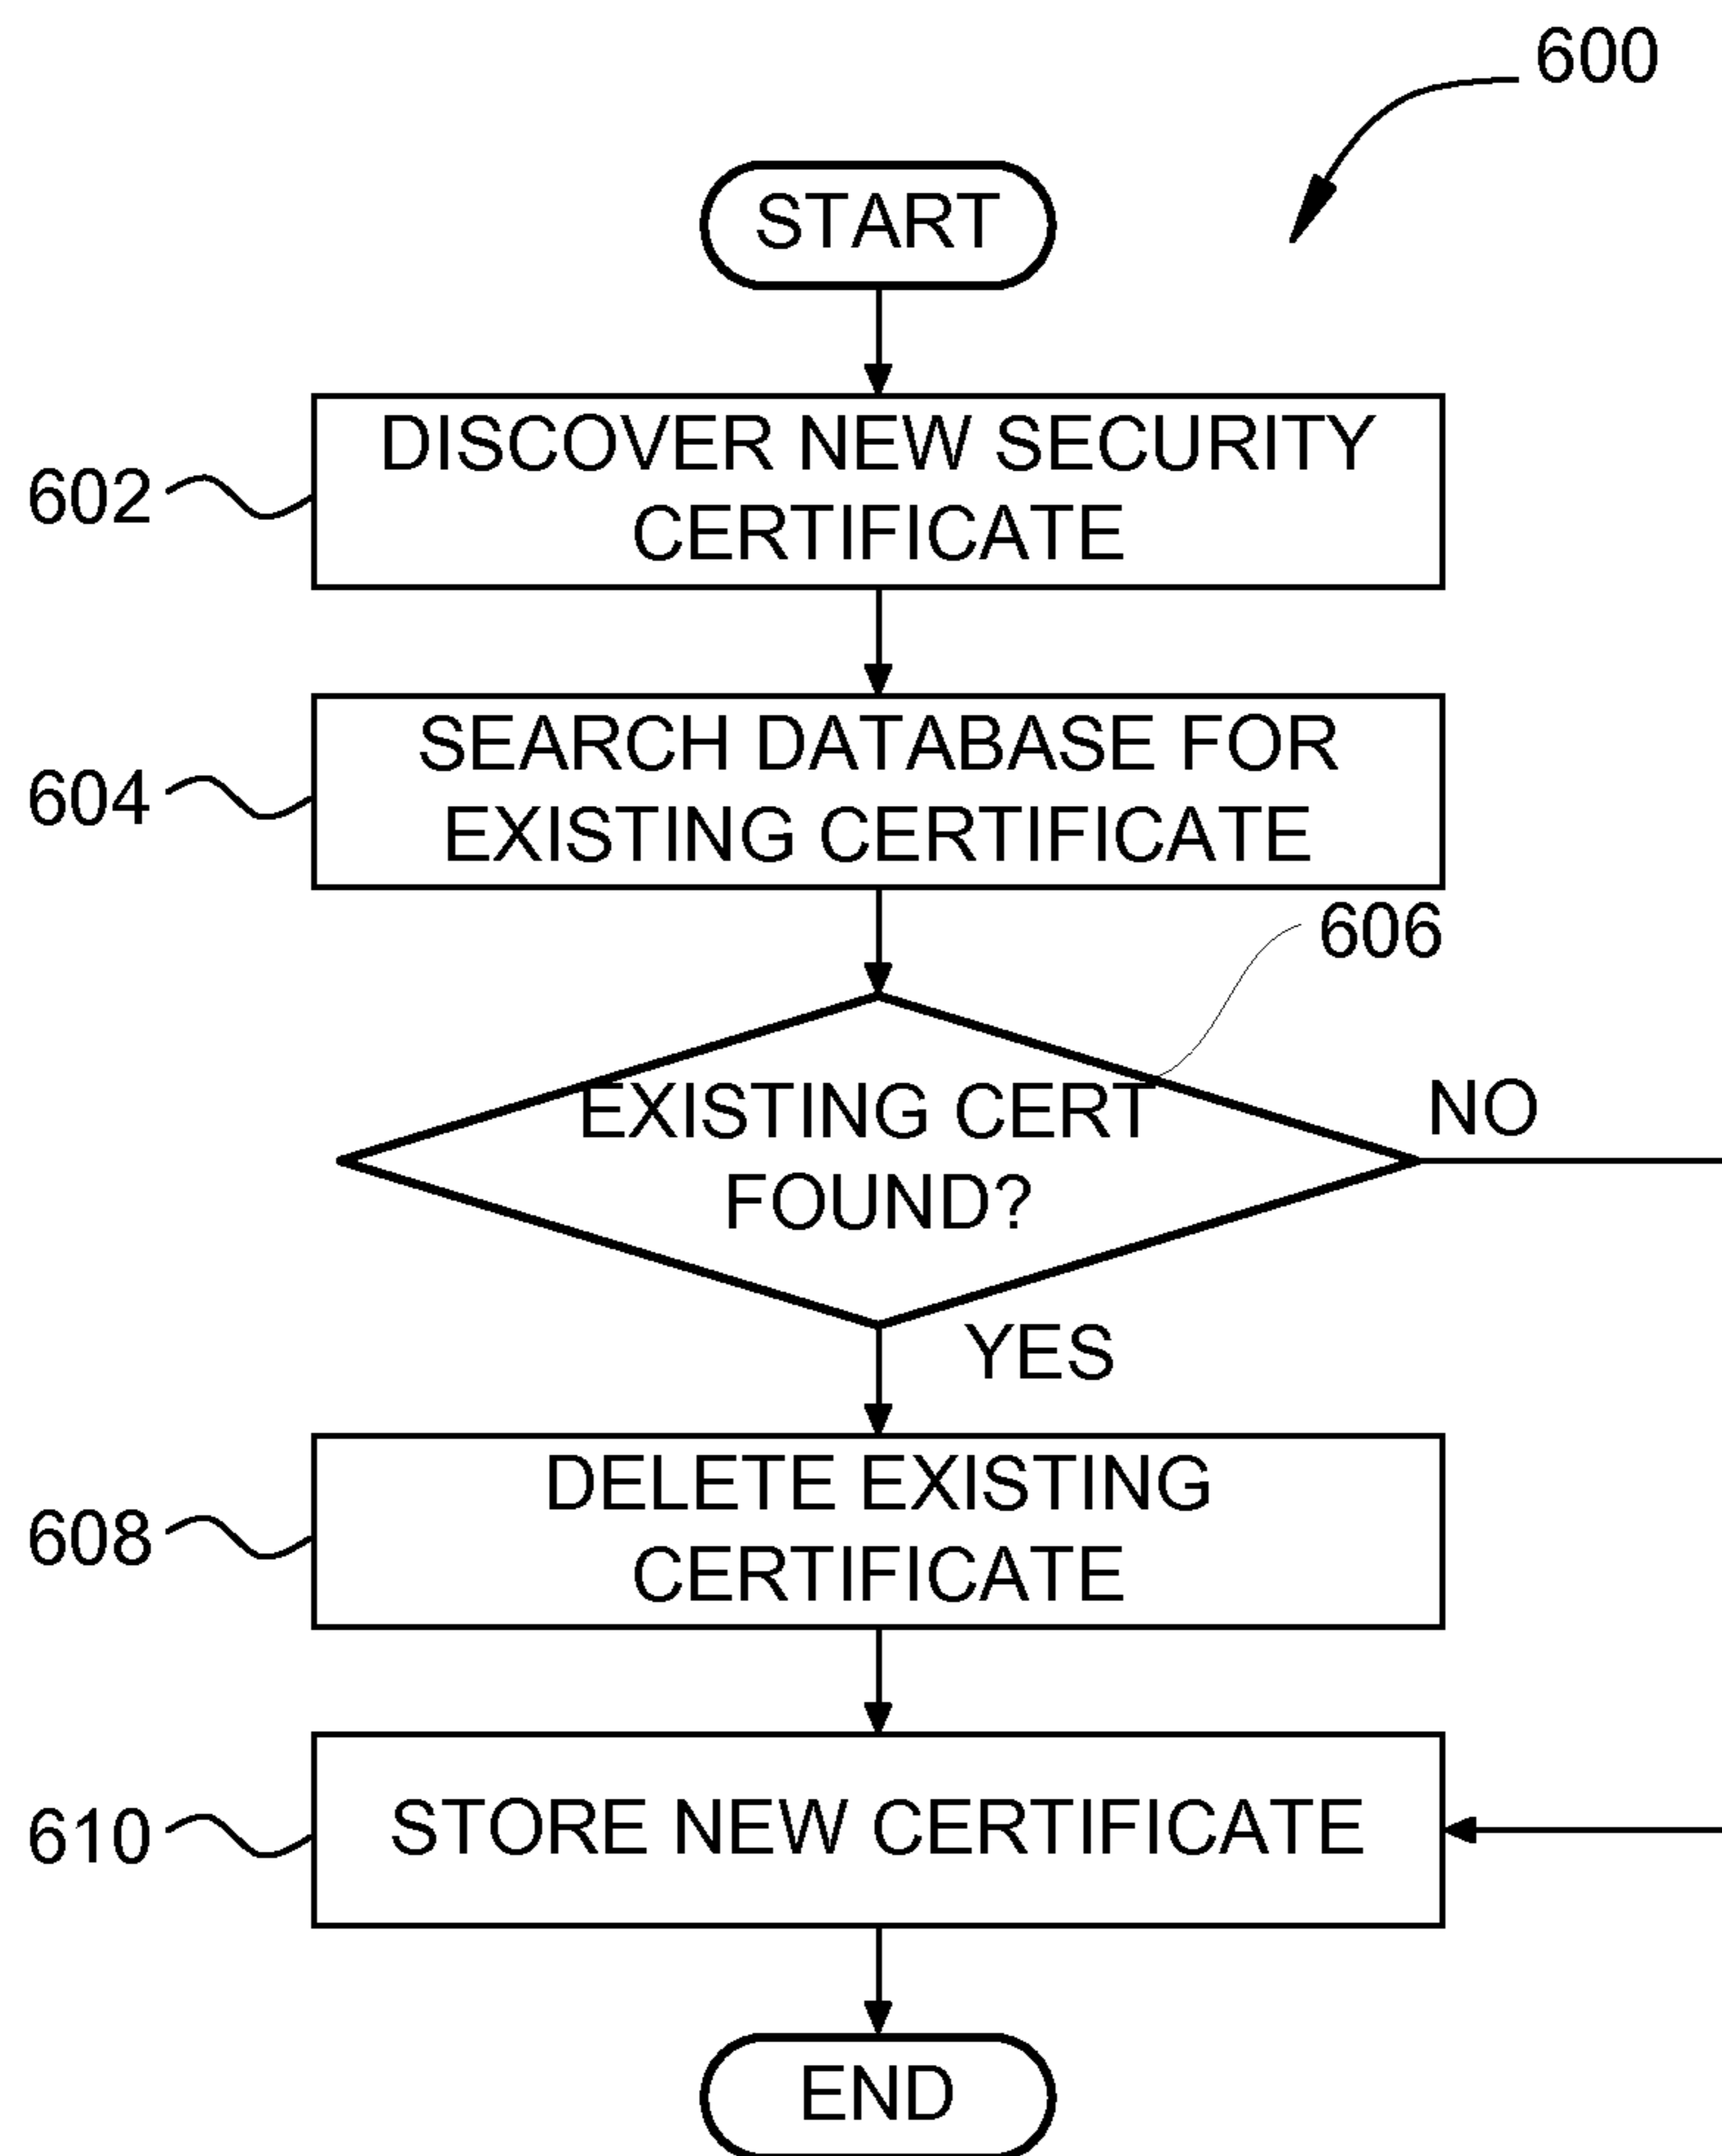 600
START
DISCOVER NEW SECURITY
CERTIFICATE
602
SEARCH DATABASE FOR
EXISTING CERTIFICATE
604
606
EXISTING CERT
FOUND?
NO
YES
DELETE EXISTING
CERTIFICATE
608
STORE NEW CERTIFICATE
610
END